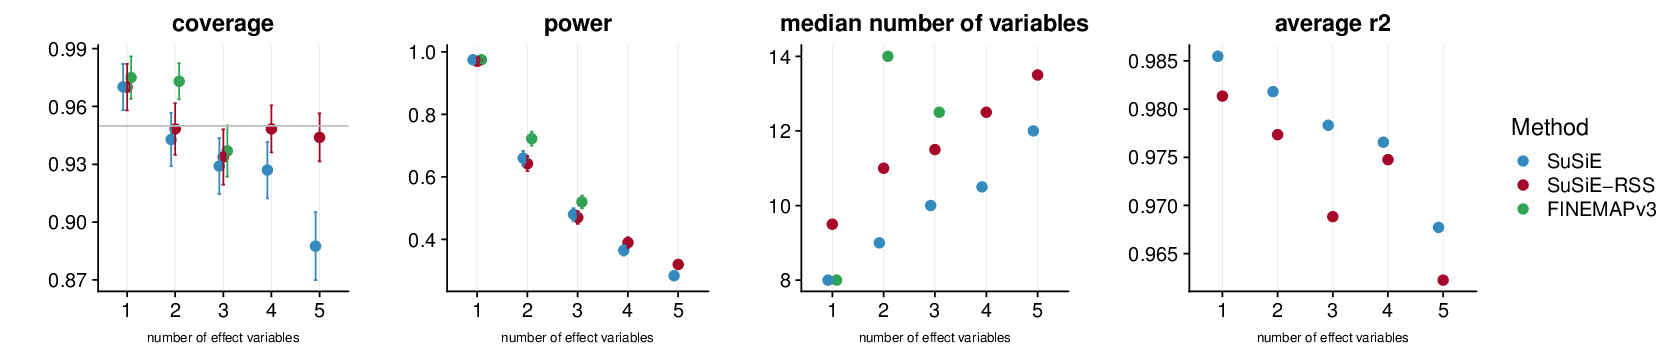 coverage
0.99
0.96
0.93
0.90
0.87
1 2 3 4 5
number of effect variables
power
1.0
0.8
0.6
0.4
1 2 3 4 5
number of effect variables
median number of variables
14
12
10
8
1 2 3 4 5
number of effect variables
average r2
0.985
0.980
0.975
0.970
0.965
1 2 3 4 5
number of effect variables
Method
SuSiE
SuSiE−RSS
FINEMAPv3